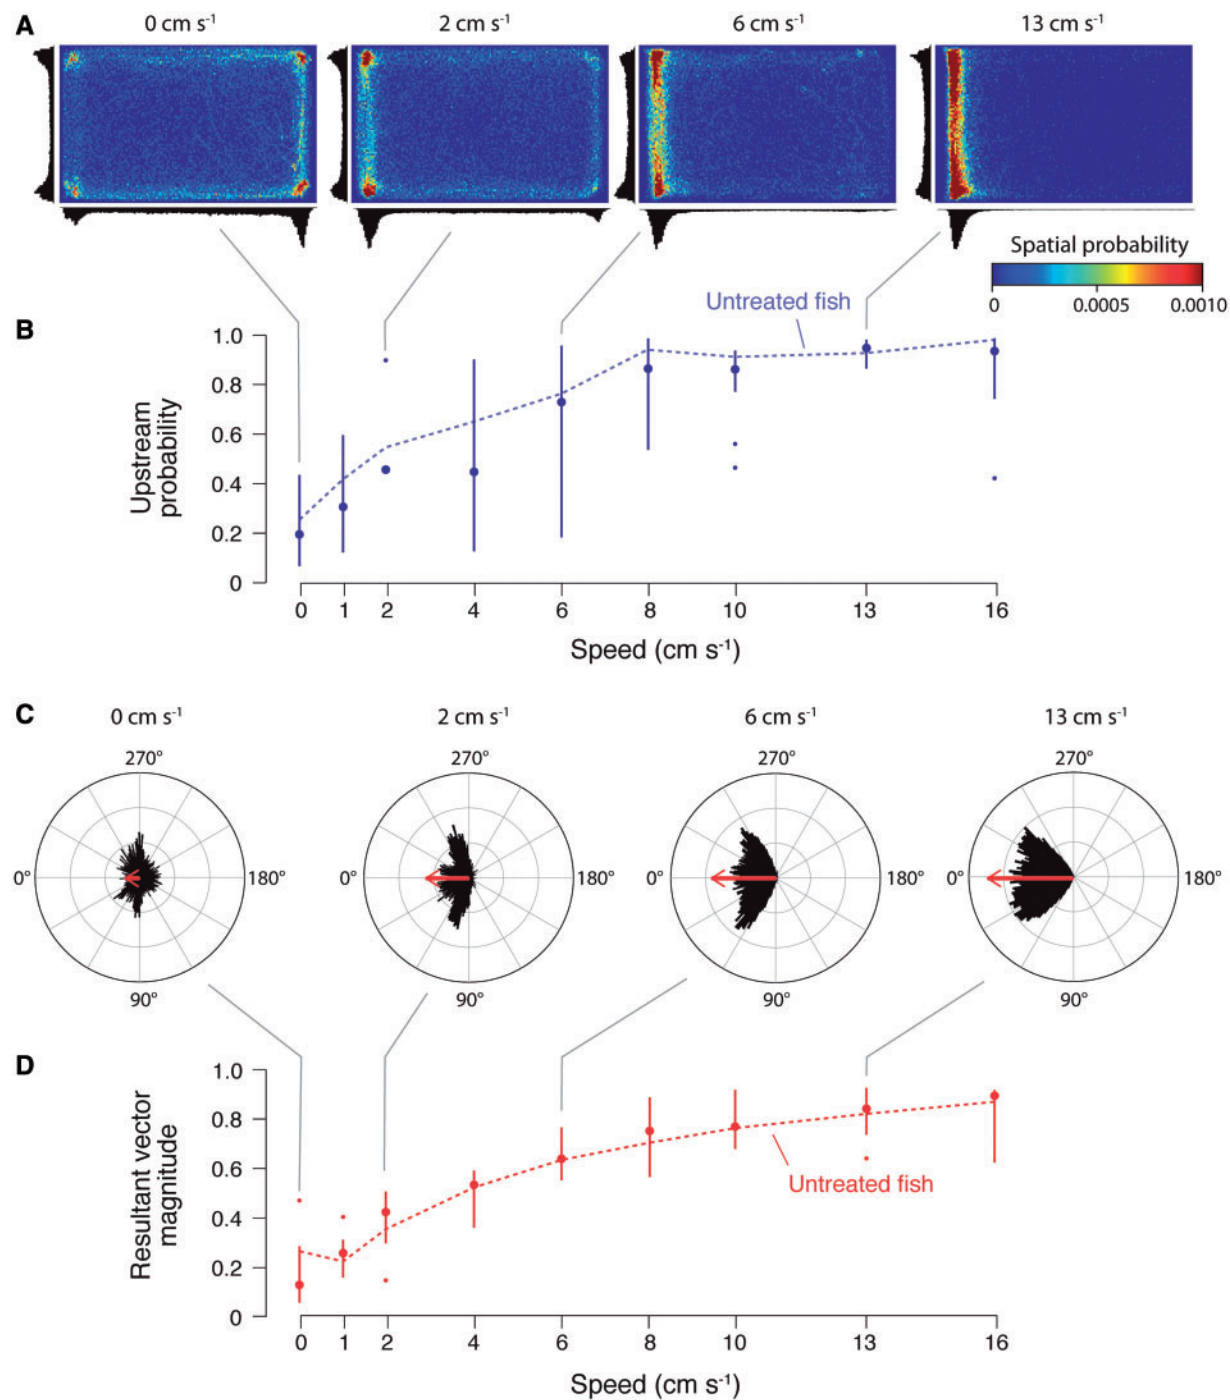 A
0 cm s⁻¹ 2 cm s⁻¹ 6 cm s⁻¹ 13 cm s⁻¹
Spatial probability
0 0.0005 0.0010
B
Untreated fish
Upstream
probability
1.0
0.8
0.6
0.4
0.2
0
0 1 2 4 6 8 10 13 16
Speed (cm s⁻¹)
C
0 cm s⁻¹ 2 cm s⁻¹ 6 cm s⁻¹ 13 cm s⁻¹
270° 270° 270° 270°
0° 180° 0° 180° 0° 180° 0° 180°
90° 90° 90° 90°
D
Resultant vector
magnitude
1.0
0.8
0.6
0.4
0.2
0
Untreated fish
0 1 2 4 6 8 10 13 16
Speed (cm s⁻¹)